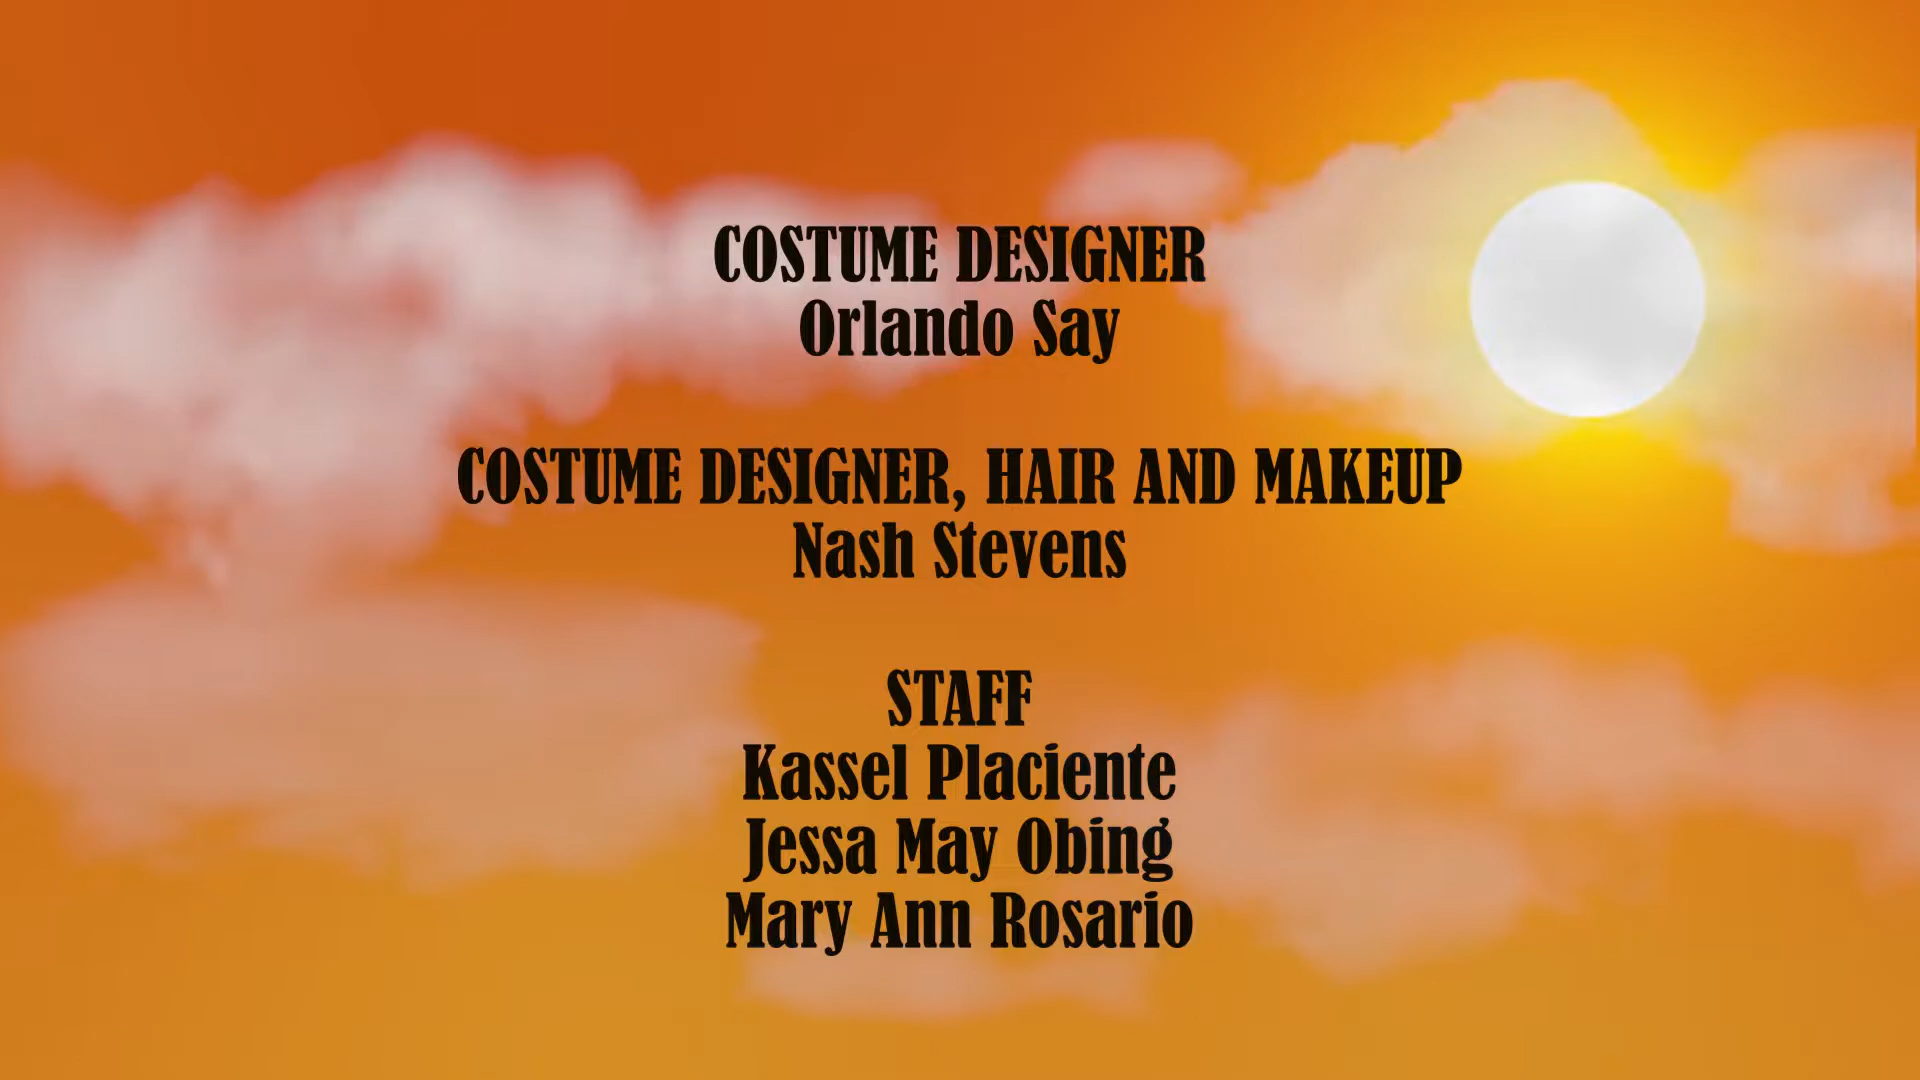 COSTUME DESIGNER
Orlando Say
COSTUME DESIGNER, HAIR AND MAKEUP
Nash Stevens
STAFF
Kassel Placiente
Jessa May Obing
Mary Ann Rosario